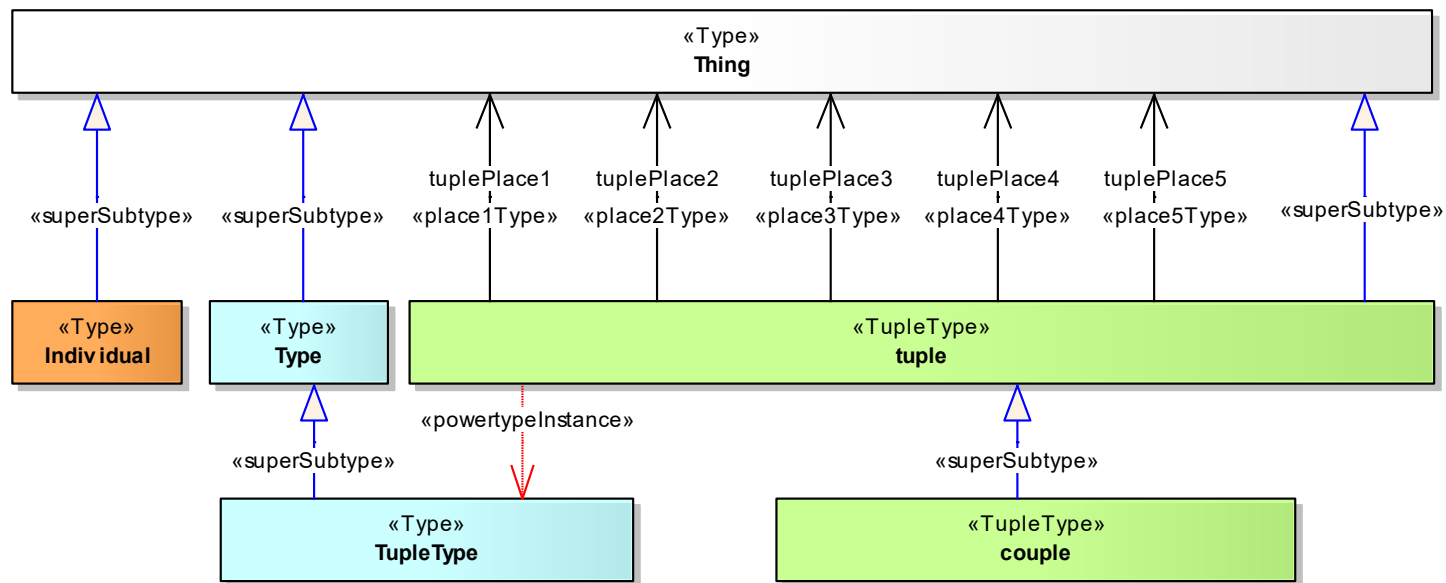 «Type»
Thing
tuplePlace1 tuplePlace2 tuplePlace3 tuplePlace4 tuplePlace5
«superSubtype» «superSubtype» «place1Type» «place2Type» «place3Type» «place4Type» «place5Type» «superSubtype»
«Type» «Type» «TupleType»
Individual Type tuple
«powertypeInstance»
«superSubtype» «superSubtype»
«Type» «TupleType»
TupleType couple